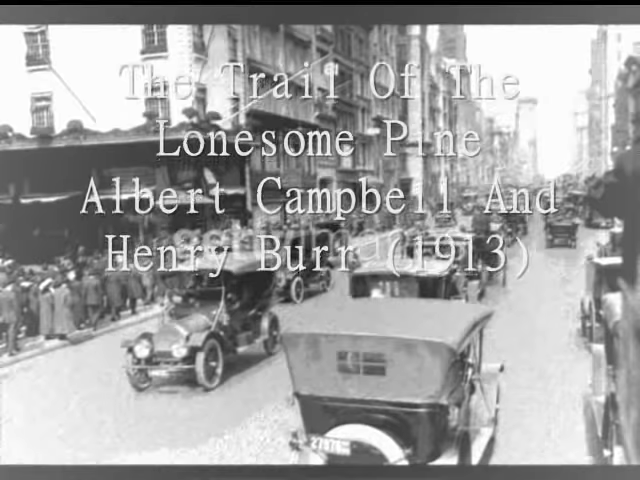 The Trail Of The
Lonesome Pine
Albert Campbell And
Henry Burr (1913)